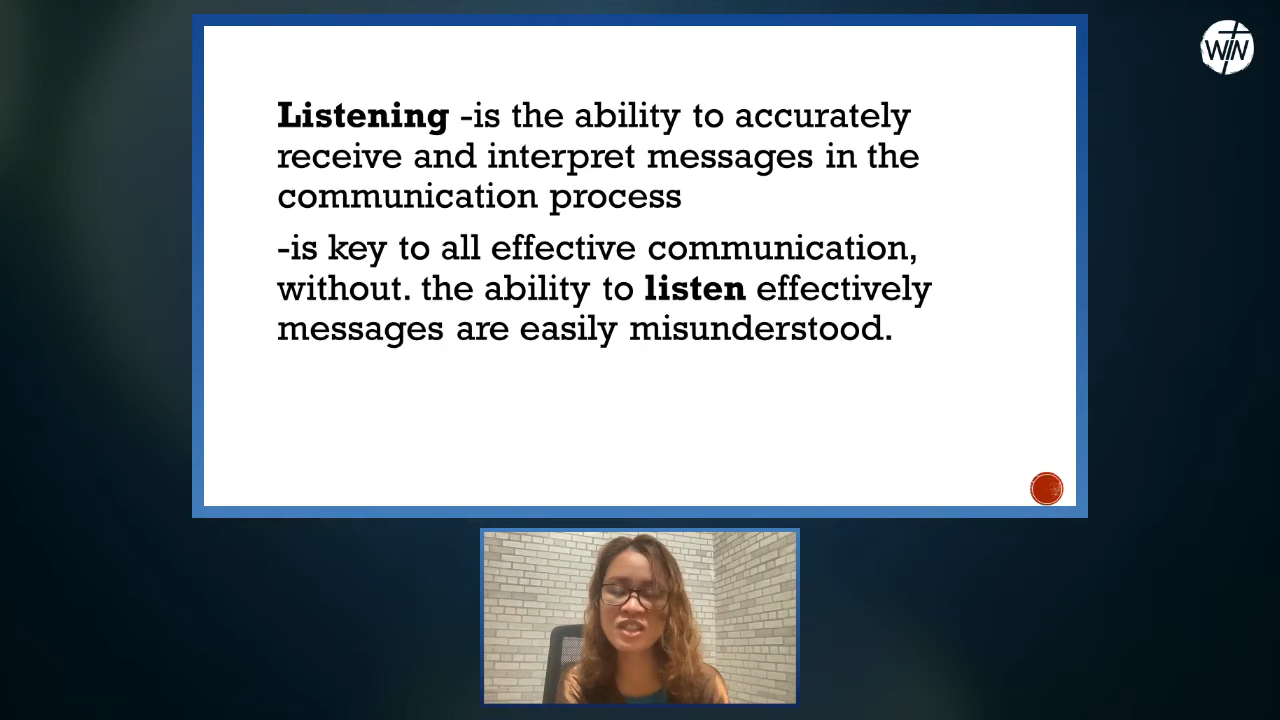 Listening -is the ability to accurately
receive and interpret messages in the
communication process
-is key to all effective communication,
without. the ability to listen effectively
messages are easily misunderstood.
WIN